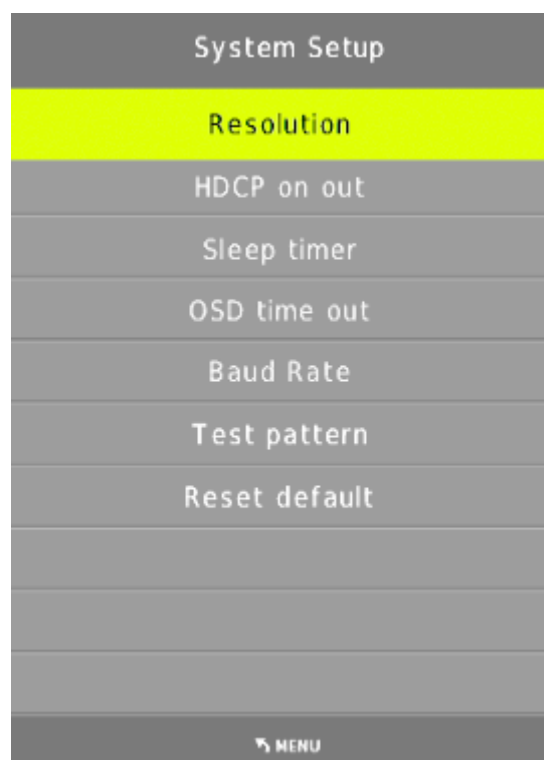 System Setup
Resolution
HDCP on out
Sleep timer
OSD time out
Baud Rate
Test pattern
Reset default
MENU